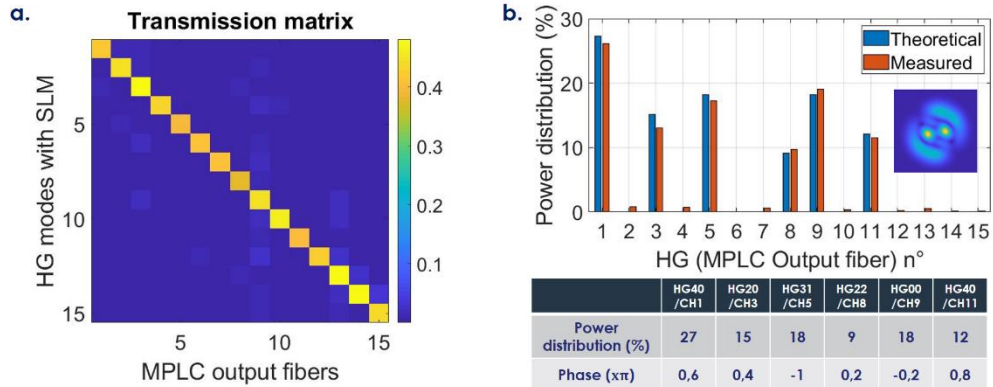 a.
Transmission matrix
HG modes with SLM
5
10
15
5
10
15
MPLC output fibers
0.4
0.3
0.2
0.1
b.
Power distribution (%)
30
20
10
0
Theoretical
Measured
1 2 3 4 5 6 7 8 9 10 11 12 13 14 15
HG (MPLC Output fiber) n°
HG40 /CH1 HG20 /CH3 HG31 /CH5 HG22 /CH8 HG00 /CH9 HG40 /CH11
Power distribution (%) 27 15 18 9 18 12
Phase (xπ) 0,6 0,4 -1 0,2 -0,2 0,8